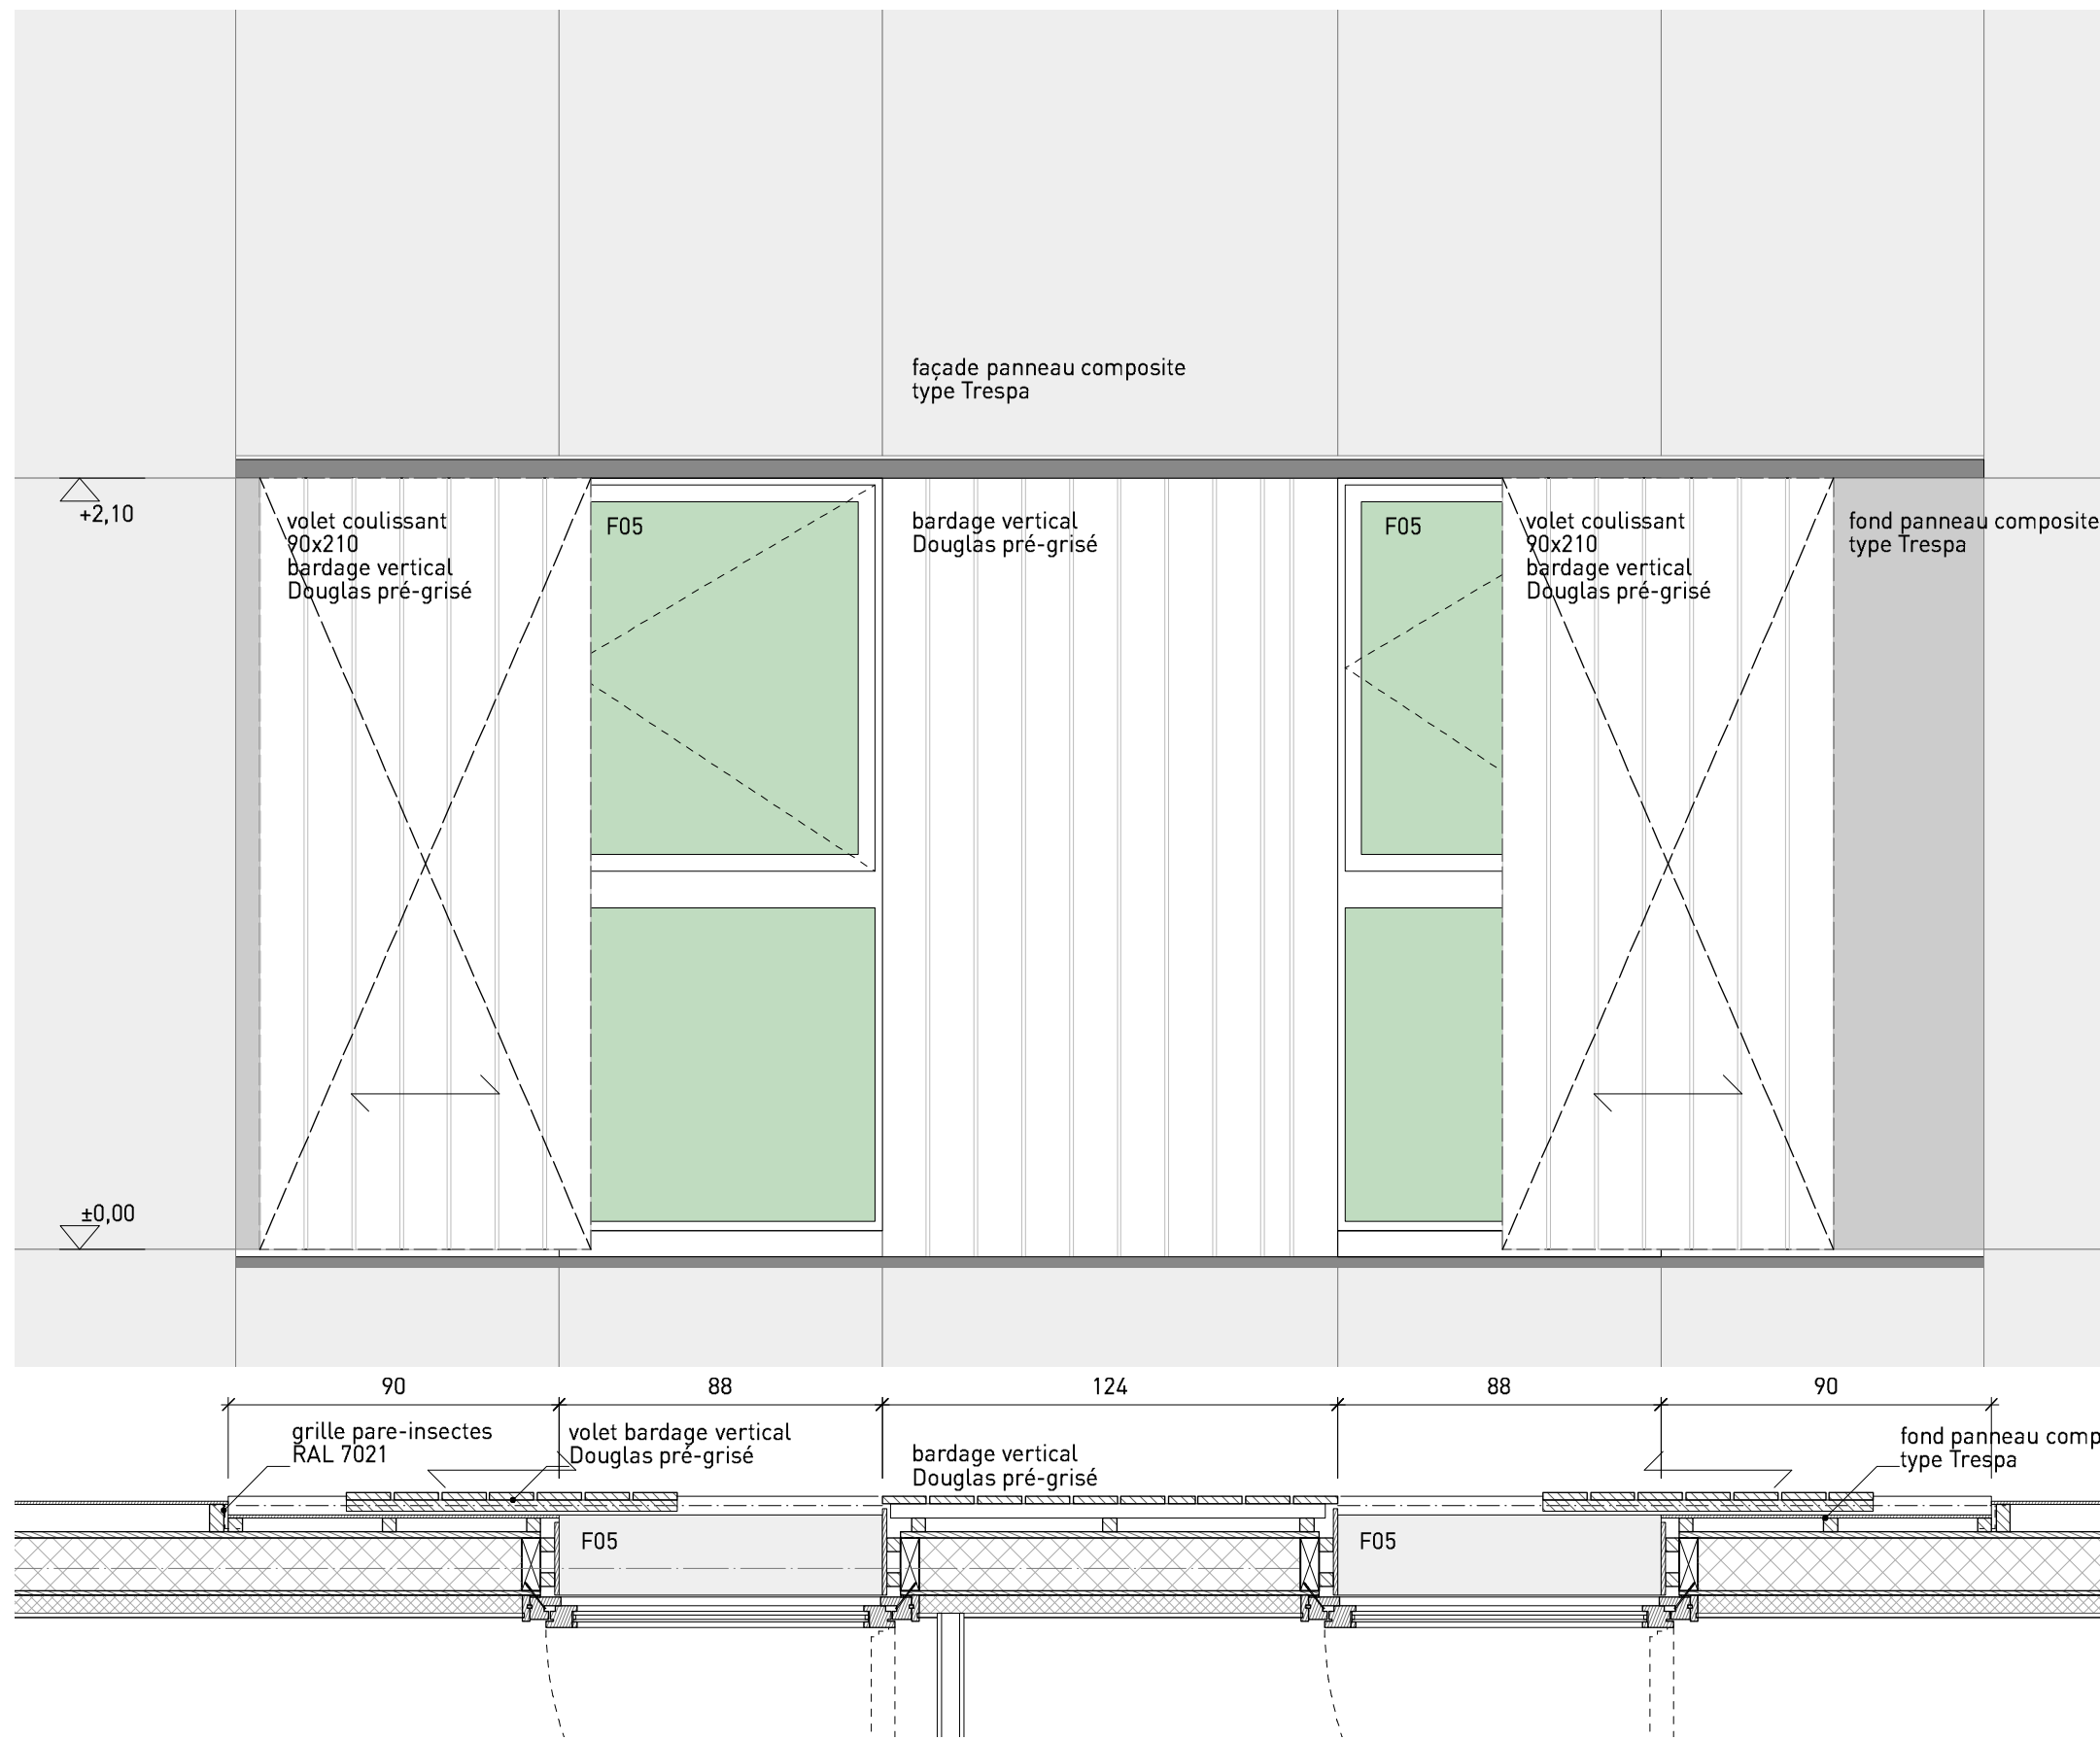 façade panneau composite
type Trespa
+2,10
volet coulissant
90x210
bardage vertical
Douglas pré-grisé
F05
bardage vertical
Douglas pré-grisé
F05
volet coulissant
90x210
bardage vertical
Douglas pré-grisé
fond panneau composite
type Trespa
±0,00
90
88
124
88
90
grille pare-insectes
RAL 7021
volet bardage vertical
Douglas pré-grisé
bardage vertical
Douglas pré-grisé
fond panneau comp
type Trespa
F05
F05